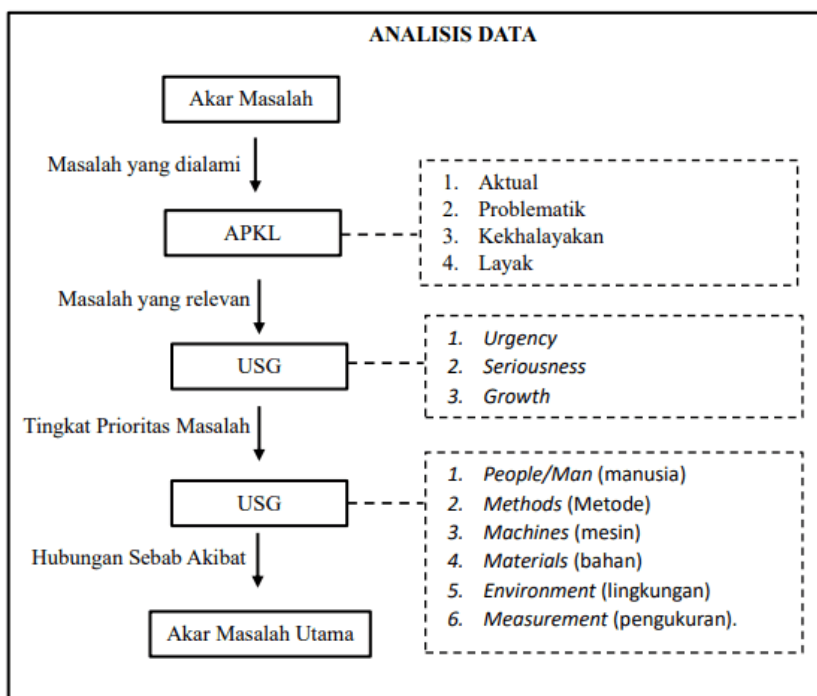 ANALISIS DATA
Akar Masalah
Masalah yang dialami
APKL
1. Aktual
2. Problematik
3. Kekhalayakan
4. Layak
Masalah yang relevan
USG
1. Urgency
2. Seriousness
3. Growth
Tingkat Prioritas Masalah
USG
1. People/Man (manusia)
2. Methods (Metode)
3. Machines (mesin)
4. Materials (bahan)
5. Environment (lingkungan)
6. Measurement (pengukuran).
Hubungan Sebab Akibat
Akar Masalah Utama